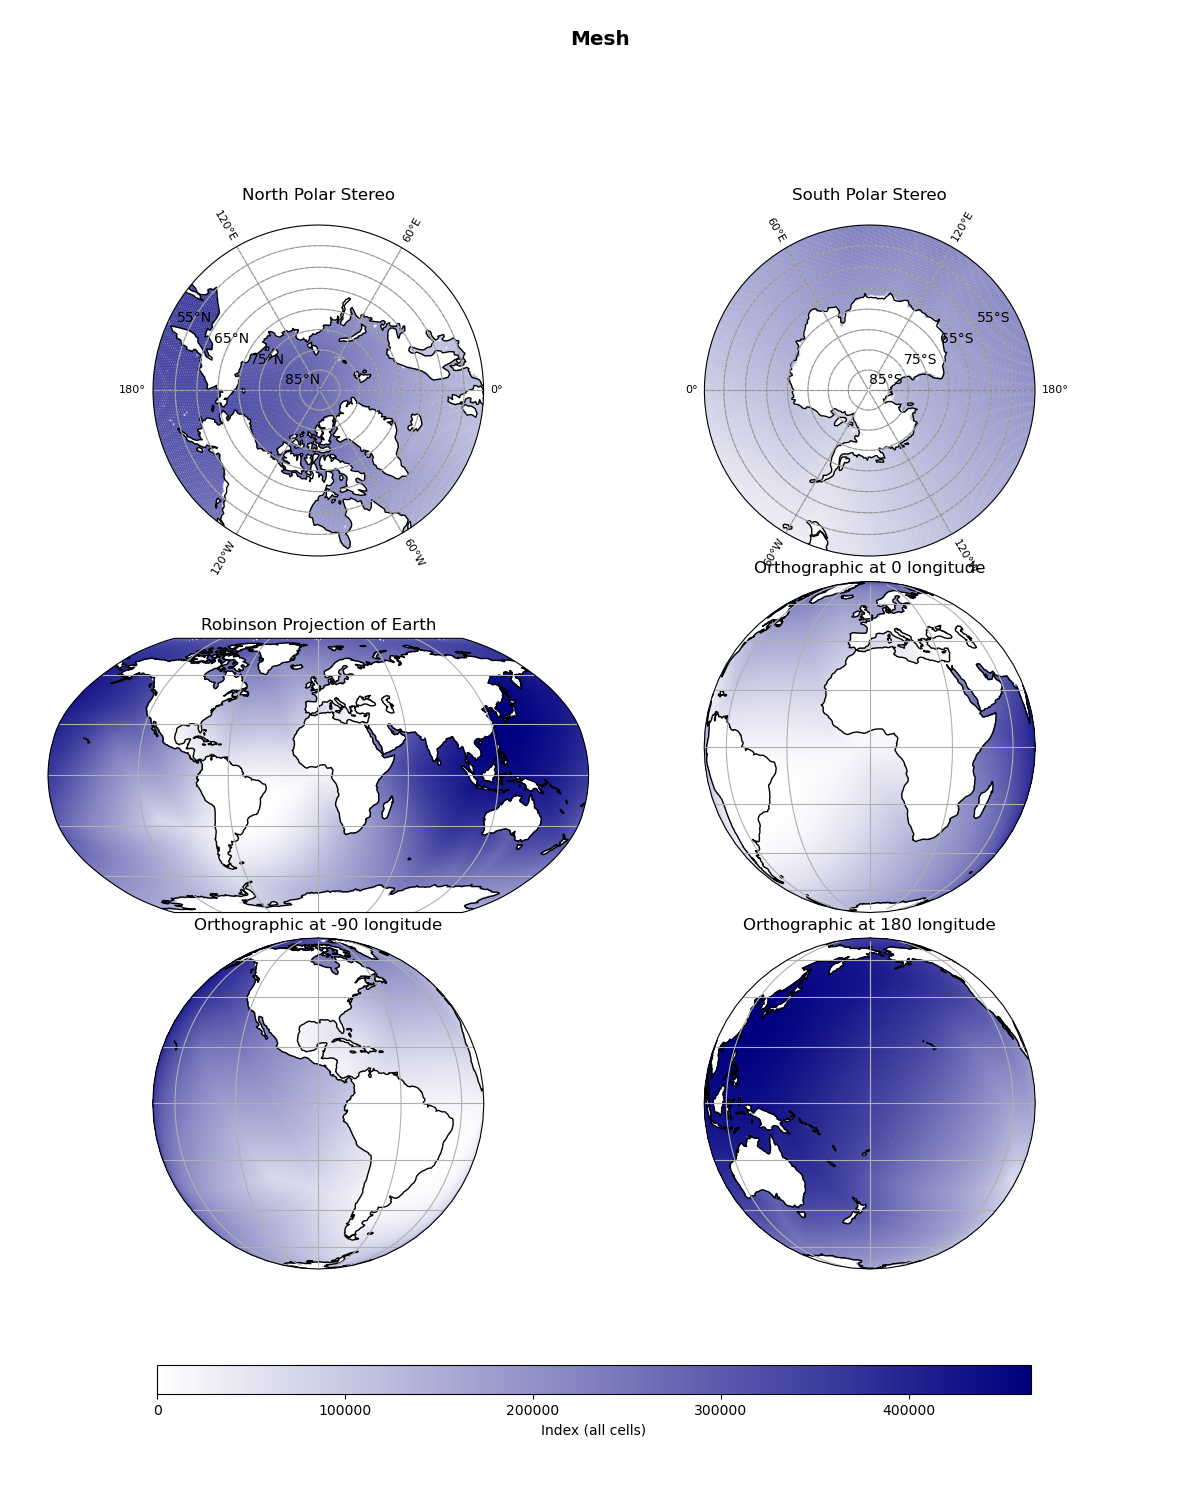 Mesh
North Polar Stereo
120°E
60°E
55°N
65°N
75°N
85°N
180°
0°
120°W
60°W
South Polar Stereo
60°E
120°E
55°S
65°S
75°S
85°S
0°
180°
60°W
120°W
Robinson Projection of Earth
Orthographic at 0 longitude
Orthographic at -90 longitude
Orthographic at 180 longitude
0
100000
200000
300000
400000
Index (all cells)